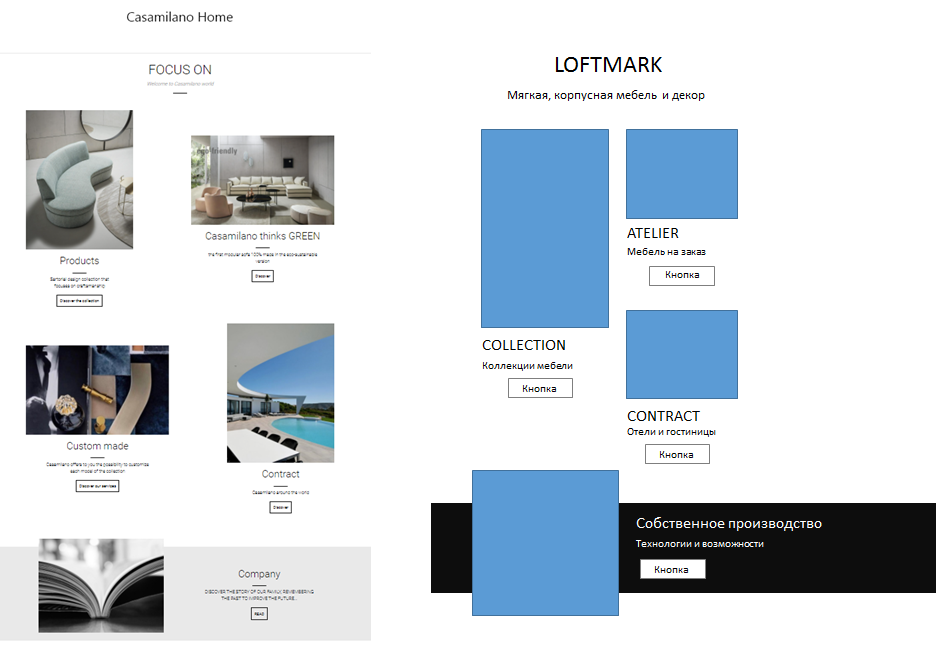 Casamilano Home
FOCUS ON
Welcome to Casamilano world
eco-friendly
Products
Sartorial design collection that
focuses on craftsmanship
Discover the collection
Casamilano thinks GREEN
the first modular sofa 100% made in the eco-sustainable
version
Discover
Custom made
Casamilano offers to you the possibility to customize
each model of the collection
Discover our services
Contract
Casamilano around the world
Discover
Company
DISCOVER THE STORY OF OUR FAMILY, REMEMBERING
THE PAST TO IMPROVE THE FUTURE...
READ
LOFTMARK
Мягкая, корпусная мебель и декор
COLLECTION
Коллекции мебели
Кнопка
ATELIER
Мебель на заказ
Кнопка
CONTRACT
Отели и гостиницы
Кнопка
Собственное производство
Технологии и возможности
Кнопка